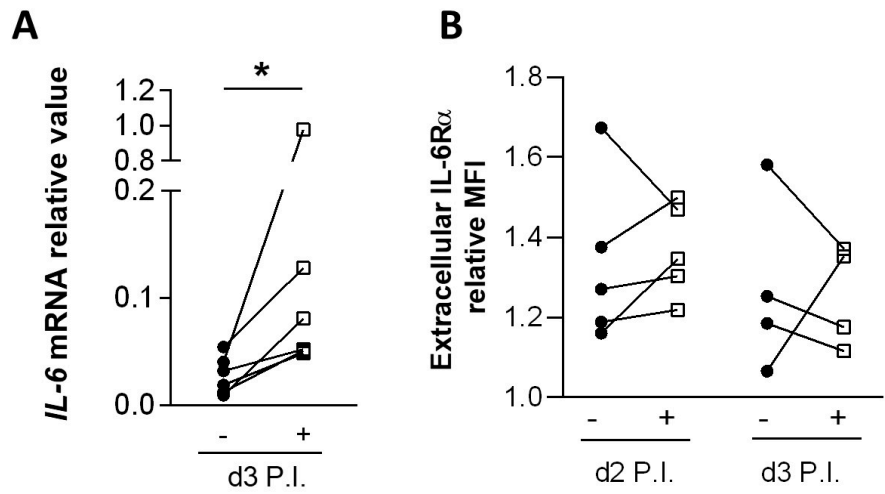 A
IL-6 mRNA relative value
1.2
1.0
0.8
0.2
0.1
0.0
*
- +
d3 P.I.
B
Extracellular IL-6Rα
relative MFI
1.8
1.6
1.4
1.2
1.0
- + - +
d2 P.I. d3 P.I.